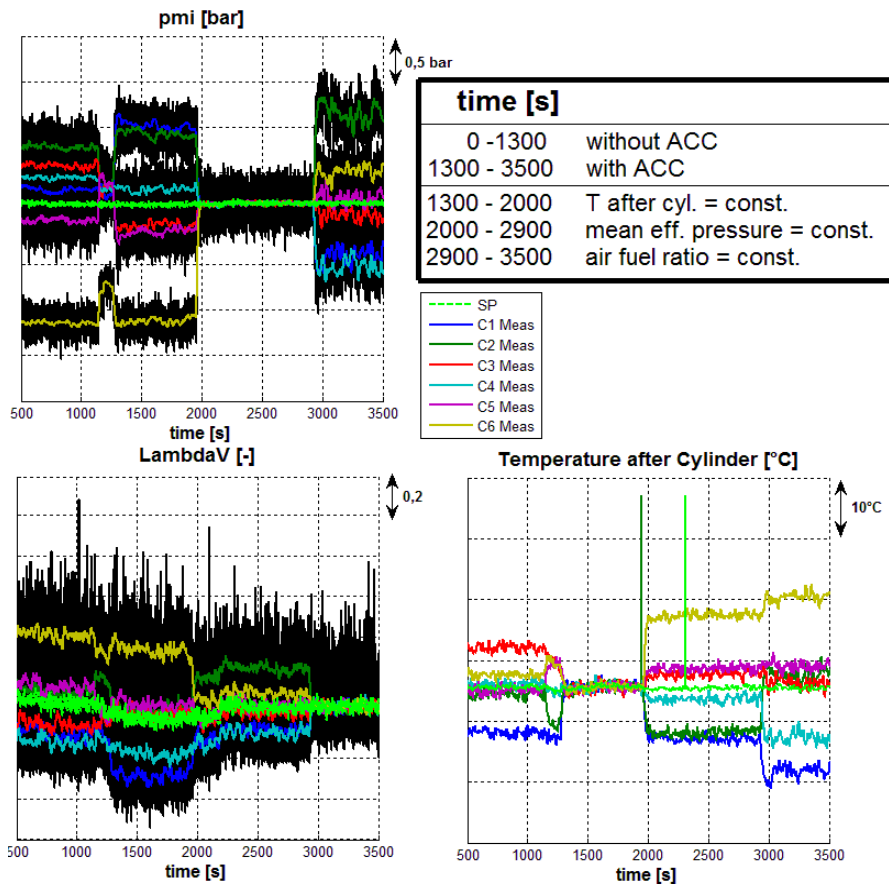 pmi [bar]
0,5 bar
500 1000 1500 2000 2500 3000 3500
time [s]
time [s]
0 -1300 without ACC
1300 - 3500 with ACC
1300 - 2000 T after cyl. = const.
2000 - 2900 mean eff. pressure = const.
2900 - 3500 air fuel ratio = const.
SP
C1 Meas
C2 Meas
C3 Meas
C4 Meas
C5 Meas
C6 Meas
LambdaV [-]
0,2
500 1000 1500 2000 2500 3000 3500
time [s]
Temperature after Cylinder [°C]
10°C
500 1000 1500 2000 2500 3000 3500
time [s]